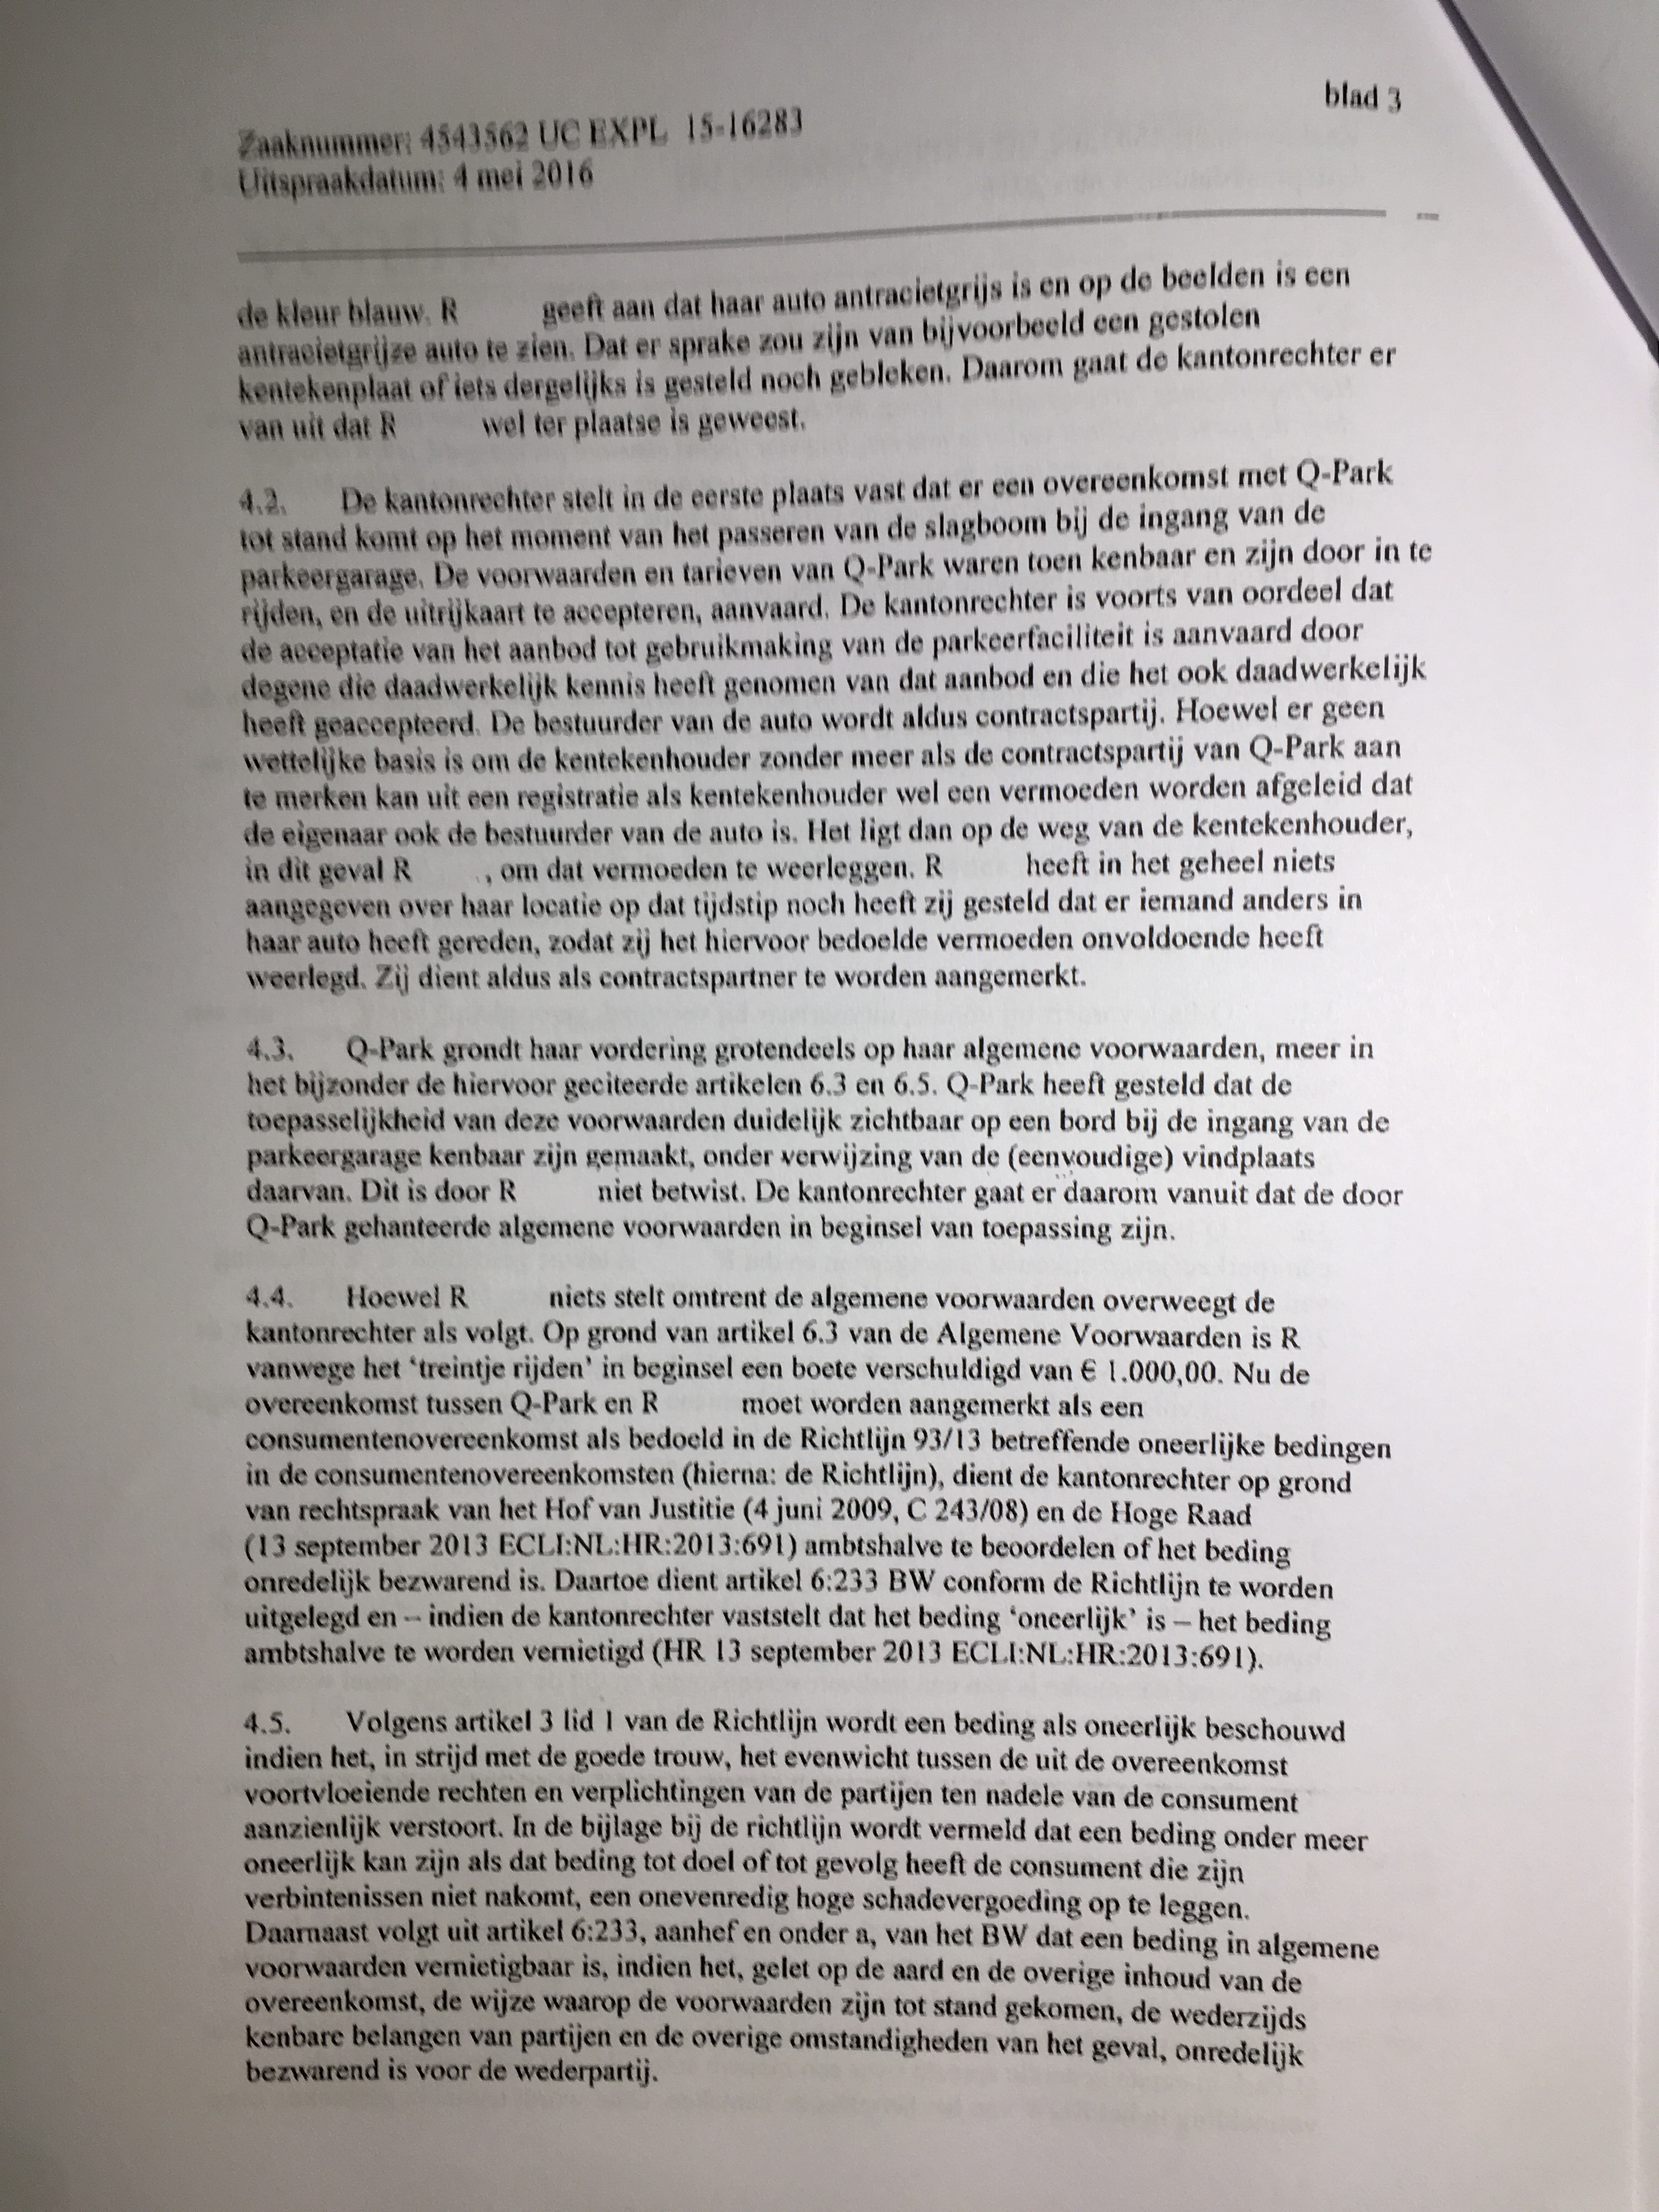 blad 3
Zaaknummer: 4543562 UC EXPL 15-16283
Uitspraakdatum: 4 mei 2016
de kleur blauw. R geeft aan dat haar auto antracietgrijs is en op de beelden is een
antracietgrijze auto te zien. Dat er sprake zou zijn van bijvoorbeeld een gestolen
kentekenplaat of iets dergelijks is gesteld noch gebleken. Daarom gaat de kantonrechter er
van uit dat R wel ter plaatse is geweest.
4.2. De kantonrechter stelt in de eerste plaats vast dat er een overeenkomst met Q-Park
tot stand komt op het moment van het passeren van de slagboom bij de ingang van de
parkeergarage. De voorwaarden en tarieven van Q-Park waren toen kenbaar en zijn door in te
rijden, en de uitrijkaart te accepteren, aanvaard. De kantonrechter is voorts van oordeel dat
de acceptatie van het aanbod tot gebruikmaking van de parkeerfaciliteit is aanvaard door
degene die daadwerkelijk kennis heeft genomen van dat aanbod en die het ook daadwerkelijk
heeft geaccepteerd. De bestuurder van de auto wordt aldus contractspartij. Hoewel er geen
wettelijke basis is om de kentekenhouder zonder meer als de contractspartij van Q-Park aan
te merken kan uit een registratie als kentekenhouder wel een vermoeden worden afgeleid dat
de eigenaar ook de bestuurder van de auto is. Het ligt dan op de weg van de kentekenhouder,
in dit geval R , om dat vermoeden te weerleggen. R heeft in het geheel niets
aangegeven over haar locatie op dat tijdstip noch heeft zij gesteld dat er iemand anders in
haar auto heeft gereden, zodat zij het hiervoor bedoelde vermoeden onvoldoende heeft
weerlegd. Zij dient aldus als contractspartner te worden aangemerkt.
4.3. Q-Park grondt haar vordering grotendeels op haar algemene voorwaarden, meer in
het bijzonder de hiervoor geciteerde artikelen 6.3 en 6.5. Q-Park heeft gesteld dat de
toepasselijkheid van deze voorwaarden duidelijk zichtbaar op een bord bij de ingang van de
parkeergarage kenbaar zijn gemaakt, onder verwijzing van de (eenvoudige) vindplaats
daarvan. Dit is door R niet betwist. De kantonrechter gaat er daarom vanuit dat de door
Q-Park gehanteerde algemene voorwaarden in beginsel van toepassing zijn.
4.4. Hoewel R niets stelt omtrent de algemene voorwaarden overweegt de
kantonrechter als volgt. Op grond van artikel 6.3 van de Algemene Voorwaarden is R
vanwege het ‘treintje rijden’ in beginsel een boete verschuldigd van € 1.000,00. Nu de
overeenkomst tussen Q-Park en R moet worden aangemerkt als een
consumentenovereenkomst als bedoeld in de Richtlijn 93/13 betreffende oneerlijke bedingen
in de consumentenovereenkomsten (hierna: de Richtlijn), dient de kantonrechter op grond
van rechtspraak van het Hof van Justitie (4 juni 2009, C 243/08) en de Hoge Raad
(13 september 2013 ECLI:NL:HR:2013:691) ambtshalve te beoordelen of het beding
onredelijk bezwarend is. Daartoe dient artikel 6:233 BW conform de Richtlijn te worden
uitgelegd en – indien de kantonrechter vaststelt dat het beding ‘oneerlijk’ is – het beding
ambtshalve te worden vernietigd (HR 13 september 2013 ECLI:NL:HR:2013:691).
4.5. Volgens artikel 3 lid 1 van de Richtlijn wordt een beding als oneerlijk beschouwd
indien het, in strijd met de goede trouw, het evenwicht tussen de uit de overeenkomst
voortvloeiende rechten en verplichtingen van de partijen ten nadele van de consument
aanzienlijk verstoort. In de bijlage bij de richtlijn wordt vermeld dat een beding onder meer
oneerlijk kan zijn als dat beding tot doel of tot gevolg heeft de consument die zijn
verbintenissen niet nakomt, een onevenredig hoge schadevergoeding op te leggen.
Daarnaast volgt uit artikel 6:233, aanhef en onder a, van het BW dat een beding in algemene
voorwaarden vernietigbaar is, indien het, gelet op de aard en de overige inhoud van de
overeenkomst, de wijze waarop de voorwaarden zijn tot stand gekomen, de wederzijds
kenbare belangen van partijen en de overige omstandigheden van het geval, onredelijk
bezwarend is voor de wederpartij.